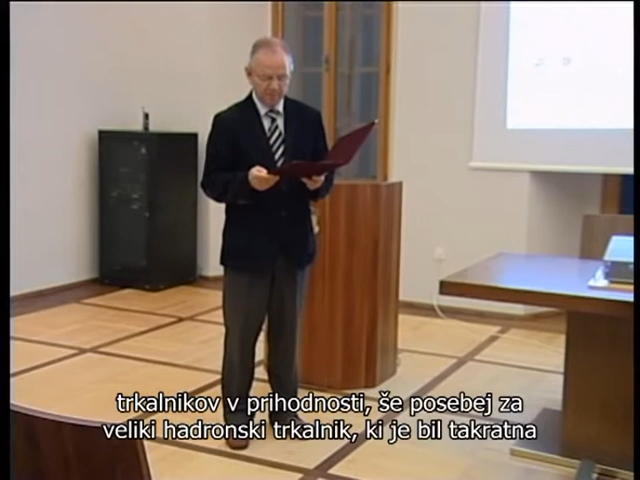 trkalnikov v prihodnosti, še posebej za
veliki hadronski trkalnik, ki je bil takratna